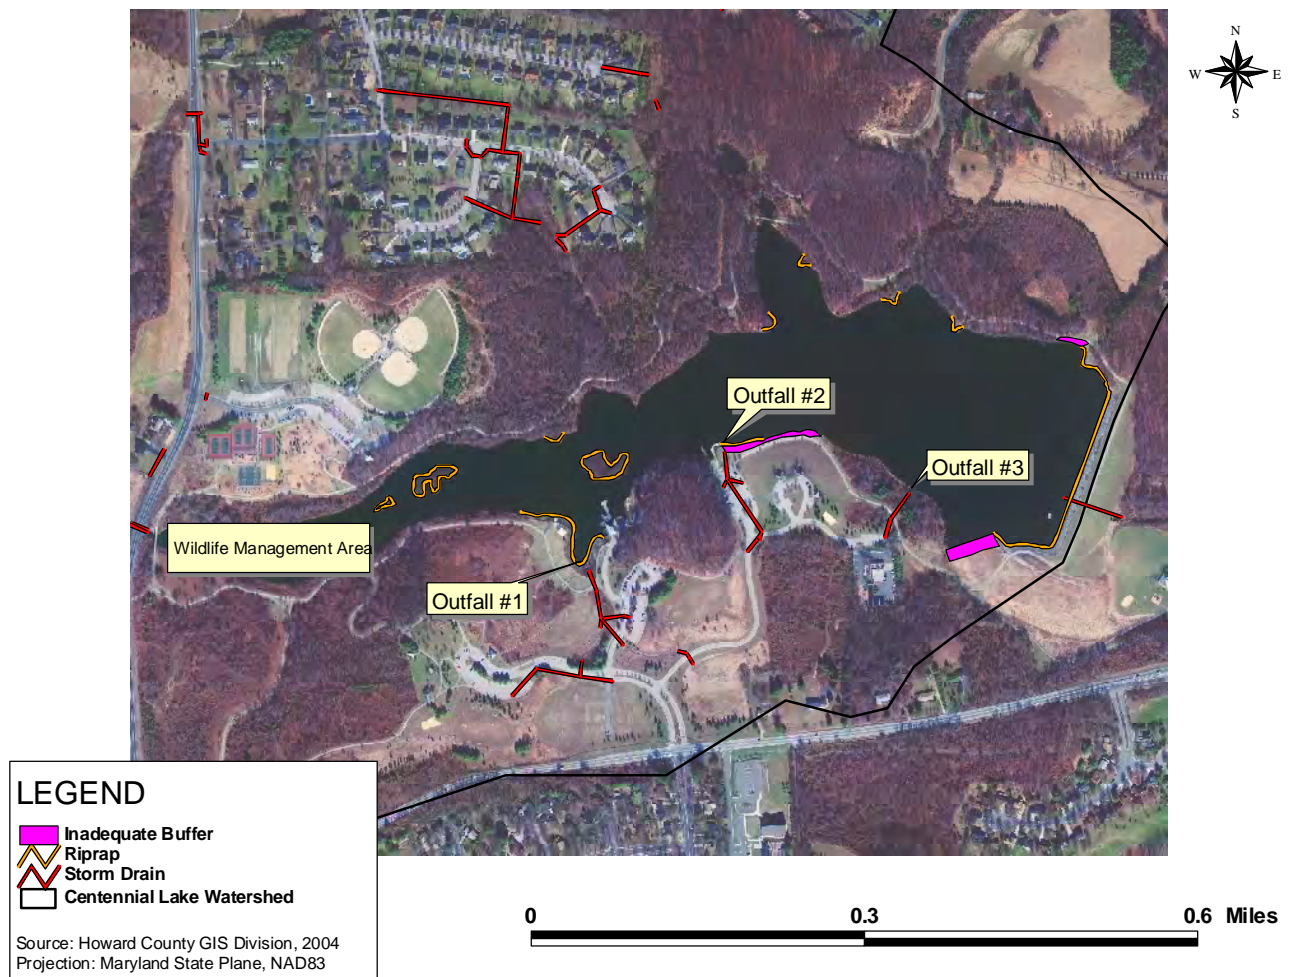 N
W E
S
Outfall #2
Outfall #3
Wildlife Management Area
Outfall #1
LEGEND
Inadequate Buffer
Riprap
Storm Drain
Centennial Lake Watershed
Source: Howard County GIS Division, 2004
Projection: Maryland State Plane, NAD83
0 0.3 0.6 Miles